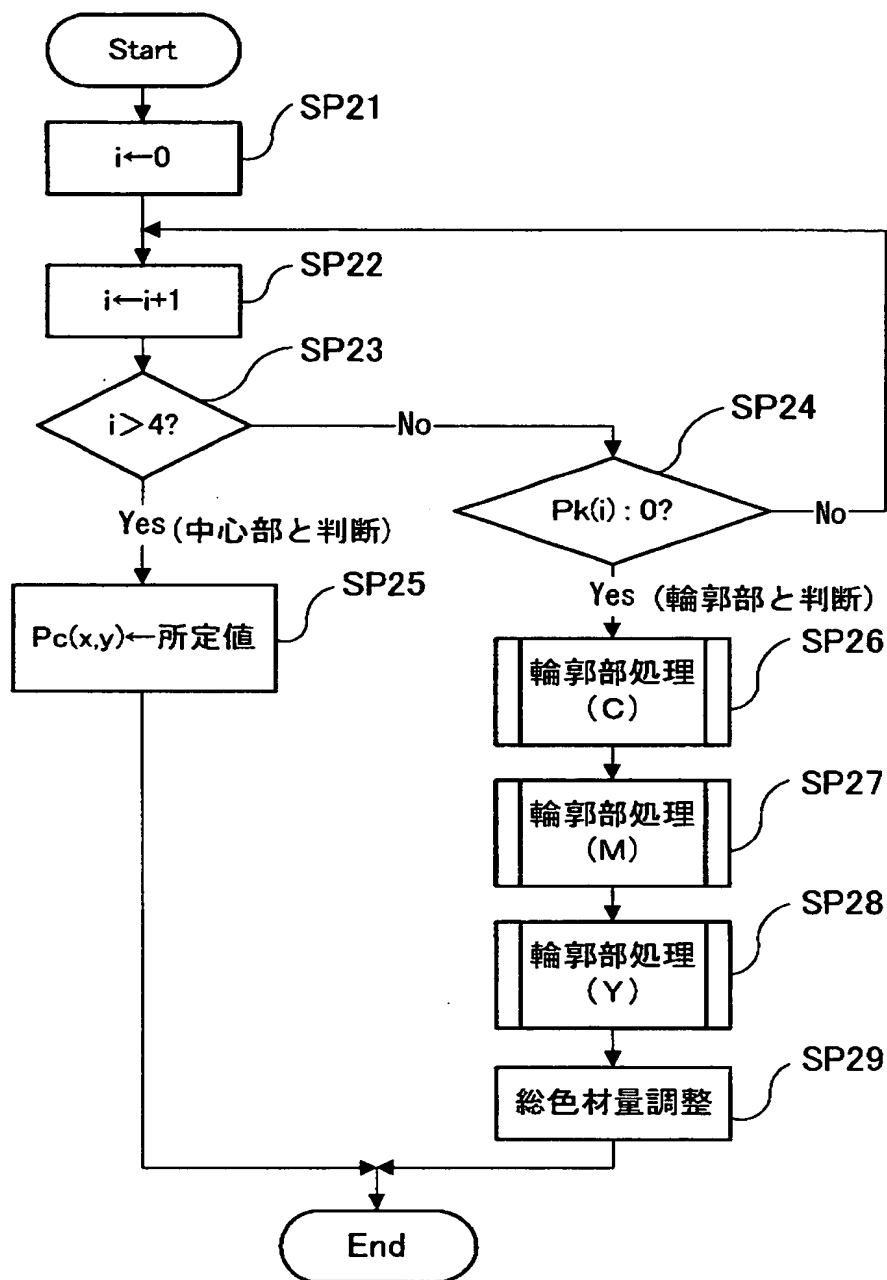 Start
SP21
i←0
SP22
i←i+1
SP23
i＞4?
No
SP24
Pk(i) : 0?
No
Yes (中心部と判断)
SP25
Pc(x,y)←所定値
Yes (輪郭部と判断)
SP26
輪郭部処理
(C)
SP27
輪郭部処理
(M)
SP28
輪郭部処理
(Y)
SP29
総色材量調整
End